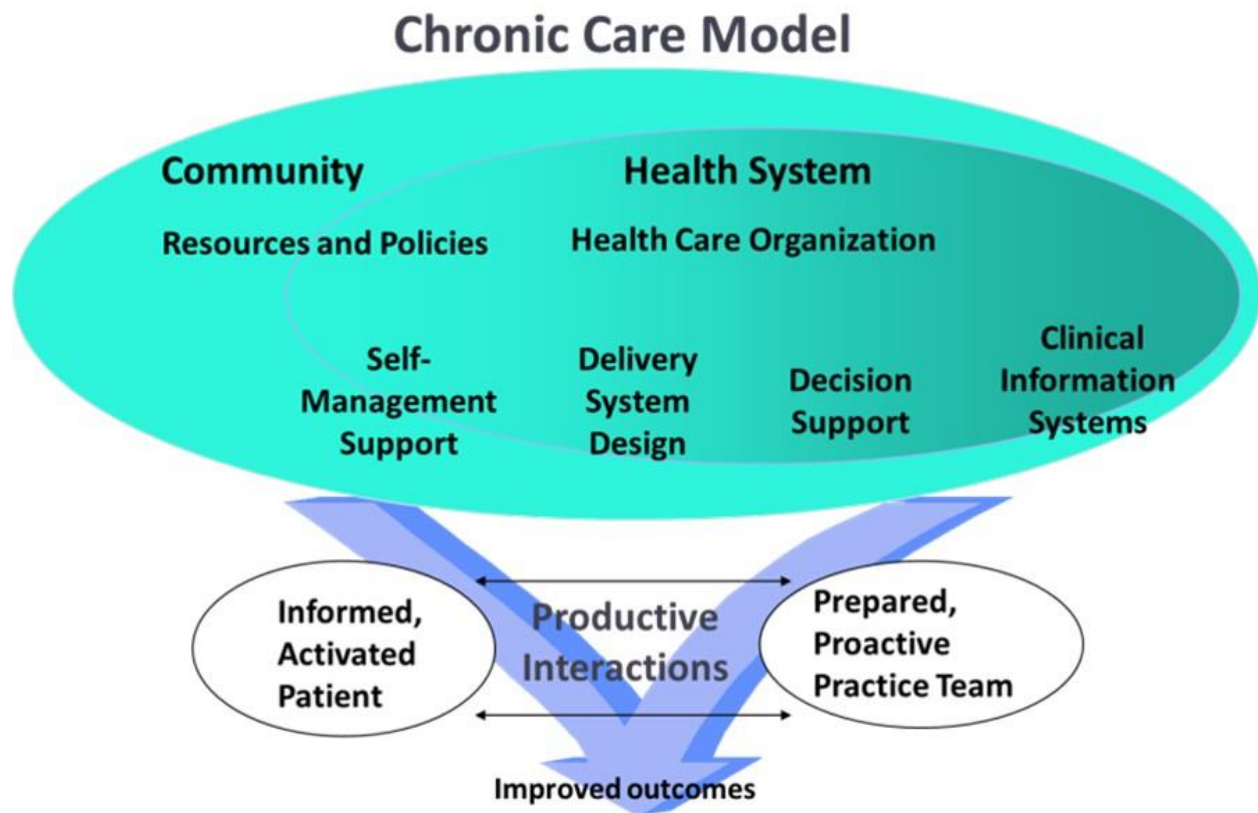 Chronic Care Model
Community
Health System
Resources and Policies
Health Care Organization
Self-
Management
Support
Delivery
System
Design
Decision
Support
Clinical
Information
Systems
Informed,
Activated
Patient
Productive
Interactions
Prepared,
Proactive
Practice Team
Improved outcomes